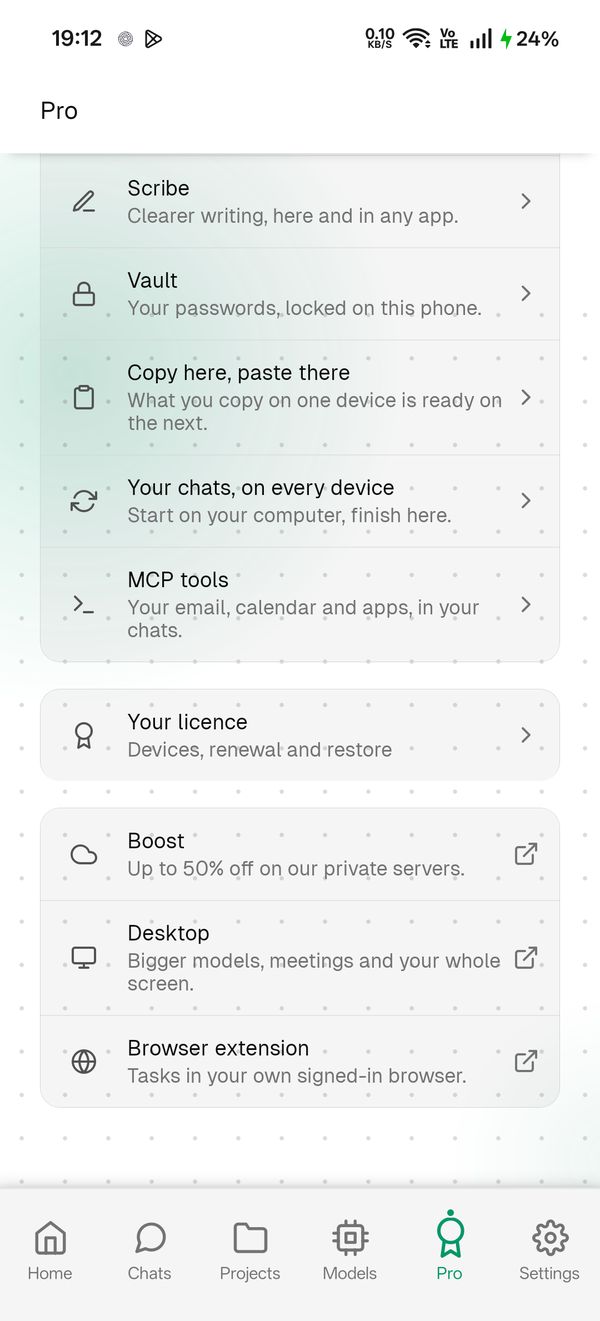 19:12
0.10 KB/S
Vo LTE
24%
Pro
Scribe
Clearer writing, here and in any app.
Vault
Your passwords, locked on this phone.
Copy here, paste there
What you copy on one device is ready on
the next.
Your chats, on every device
Start on your computer, finish here.
MCP tools
Your email, calendar and apps, in your
chats.
Your licence
Devices, renewal and restore
Boost
Up to 50% off on our private servers.
Desktop
Bigger models, meetings and your whole
screen.
Browser extension
Tasks in your own signed-in browser.
Home
Chats
Projects
Models
Pro
Settings